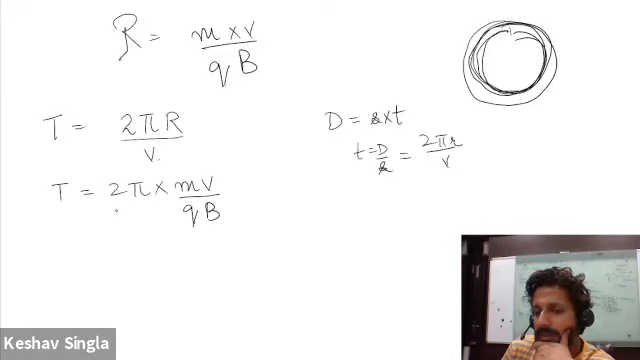 R = m x v / qB
T = 2πR / v.
D = s x t
t = D / s = 2πr / v
T = 2π x mv / qB
Keshav Singla